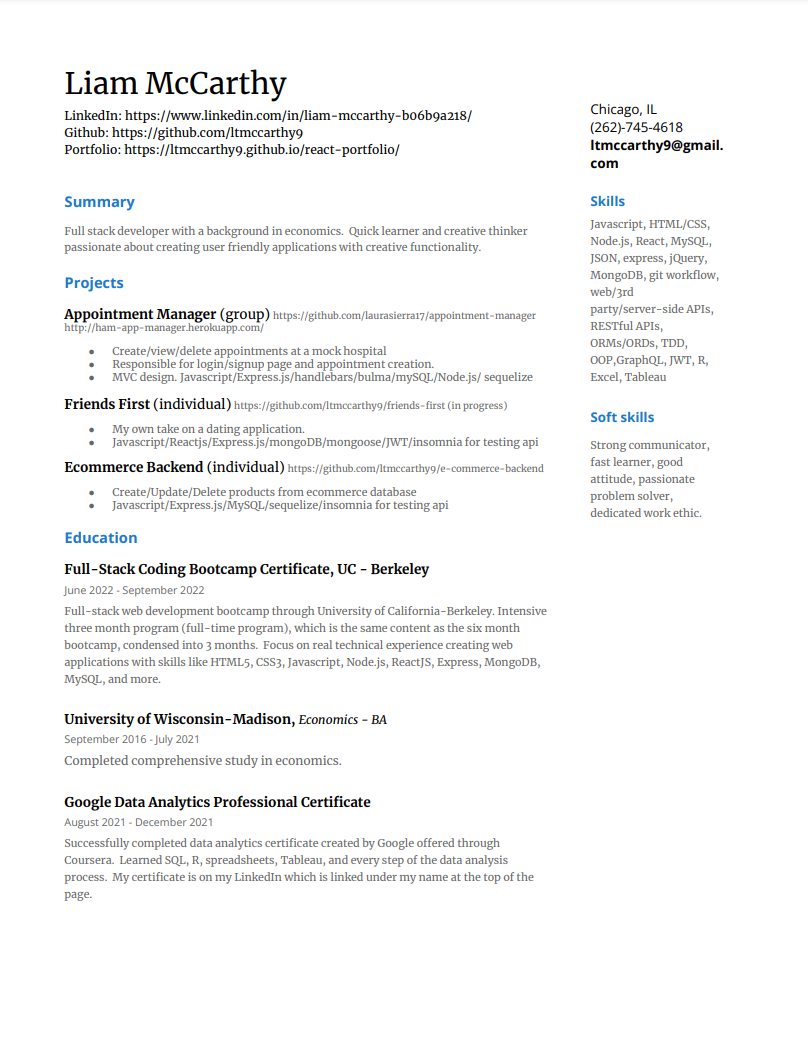 Liam McCarthy
LinkedIn: https://www.linkedin.com/in/liam-mccarthy-b06b9a218/
Github: https://github.com/ltmccarthy9
Portfolio: https://ltmccarthy9.github.io/react-portfolio/
Chicago, IL
(262)-745-4618
ltmccarthy9@gmail.
com
Summary
Full stack developer with a background in economics. Quick learner and creative thinker
passionate about creating user friendly applications with creative functionality.
Projects
Appointment Manager (group) https://github.com/laurasierra17/appointment-manager
http://ham-app-manager.herokuapp.com/
● Create/view/delete appointments at a mock hospital
● Responsible for login/signup page and appointment creation.
● MVC design. Javascript/Express.js/handlebars/bulma/mySQL/Node.js/ sequelize
Friends First (individual) https://github.com/ltmccarthy9/friends-first (in progress)
● My own take on a dating application.
● Javascript/Reactjs/Express.js/mongoDB/mongoose/JWT/insomnia for testing api
Ecommerce Backend (individual) https://github.com/ltmccarthy9/e-commerce-backend
● Create/Update/Delete products from ecommerce database
● Javascript/Express.js/MySQL/sequelize/insomnia for testing api
Education
Full-Stack Coding Bootcamp Certificate, UC - Berkeley
June 2022 - September 2022
Full-stack web development bootcamp through University of California-Berkeley. Intensive
three month program (full-time program), which is the same content as the six month
bootcamp, condensed into 3 months. Focus on real technical experience creating web
applications with skills like HTML5, CSS3, Javascript, Node.js, ReactJS, Express, MongoDB,
MySQL, and more.
University of Wisconsin-Madison, Economics - BA
September 2016 - July 2021
Completed comprehensive study in economics.
Google Data Analytics Professional Certificate
August 2021 - December 2021
Successfully completed data analytics certificate created by Google offered through
Coursera. Learned SQL, R, spreadsheets, Tableau, and every step of the data analysis
process. My certificate is on my LinkedIn which is linked under my name at the top of the
page.
Skills
Javascript, HTML/CSS,
Node.js, React, MySQL,
JSON, express, jQuery,
MongoDB, git workflow,
web/3rd
party/server-side APIs,
RESTful APIs,
ORMs/ORDs, TDD,
OOP,GraphQL, JWT, R,
Excel, Tableau
Soft skills
Strong communicator,
fast learner, good
attitude, passionate
problem solver,
dedicated work ethic.